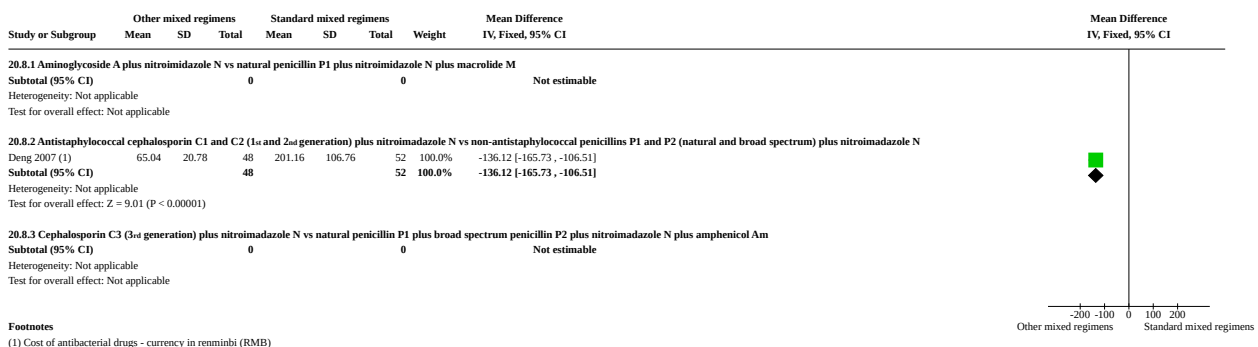 Other mixed regimens Standard mixed regimens Mean Difference Mean Difference
Study or Subgroup Mean SD Total Mean SD Total Weight IV, Fixed, 95% CI IV, Fixed, 95% CI
20.8.1 Aminoglycoside A plus nitroimidazole N vs natural penicillin P1 plus nitroimidazole N plus macrolide M
Subtotal (95% CI) 0 0 Not estimable
Heterogeneity: Not applicable
Test for overall effect: Not applicable
20.8.2 Antistaphylococcal cephalosporin C1 and C2 (1st and 2nd generation) plus nitroimadazole N vs non-antistaphylococcal penicillins P1 and P2 (natural and broad spectrum) plus nitroimadazole N
Deng 2007 (1) 65.04 20.78 48 201.16 106.76 52 100.0% -136.12 [-165.73 , -106.51]
Subtotal (95% CI) 48 52 100.0% -136.12 [-165.73 , -106.51]
Heterogeneity: Not applicable
Test for overall effect: Z = 9.01 (P < 0.00001)
20.8.3 Cephalosporin C3 (3rd generation) plus nitroimadazole N vs natural penicillin P1 plus broad spectrum penicillin P2 plus nitroimadazole N plus amphenicol Am
Subtotal (95% CI) 0 0 Not estimable
Heterogeneity: Not applicable
Test for overall effect: Not applicable
-200 -100 0 100 200
Other mixed regimens Standard mixed regimens
Footnotes
(1) Cost of antibacterial drugs - currency in renminbi (RMB)